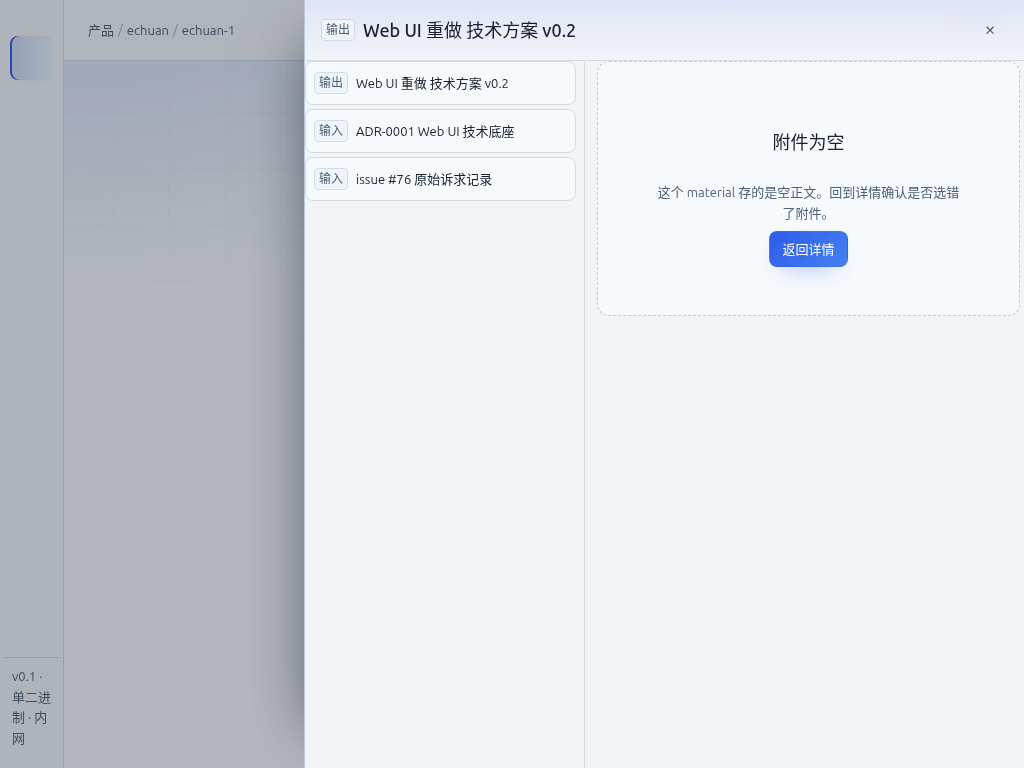 产品 / echuan / echuan-1
输出 Web UI 重做 技术方案 v0.2 ✕
输出 Web UI 重做 技术方案 v0.2
输入 ADR-0001 Web UI 技术底座
输入 issue #76 原始诉求记录
附件为空
这个 material 存的是空正文。回到详情确认是否选错
了附件。
返回详情
v0.1 ·
单二进
制 · 内
网